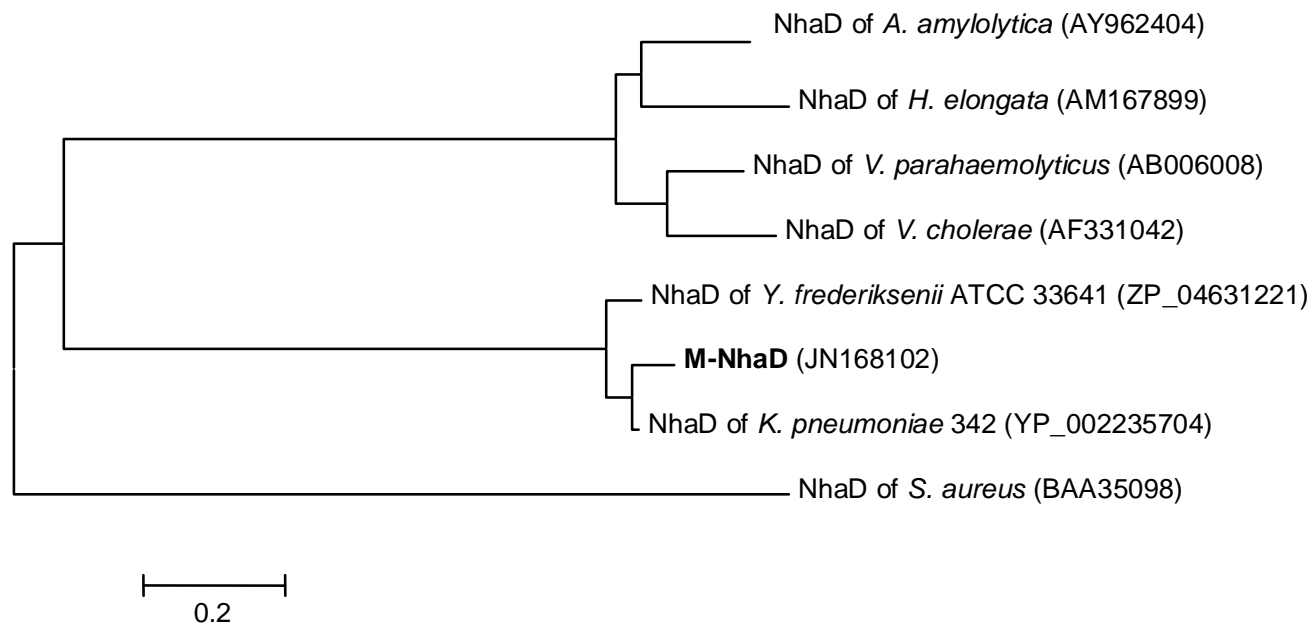 NhaD of A. amylolytica (AY962404)
NhaD of H. elongata (AM167899)
NhaD of V. parahaemolyticus (AB006008)
NhaD of V. cholerae (AF331042)
NhaD of Y. frederiksenii ATCC 33641 (ZP_04631221)
M-NhaD (JN168102)
NhaD of K. pneumoniae 342 (YP_002235704)
NhaD of S. aureus (BAA35098)
0.2